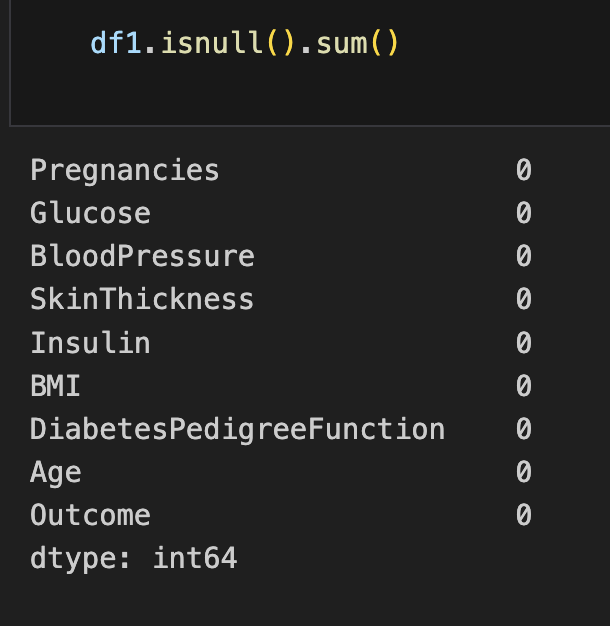 df1.isnull().sum()
Pregnancies 0
Glucose 0
BloodPressure 0
SkinThickness 0
Insulin 0
BMI 0
DiabetesPedigreeFunction 0
Age 0
Outcome 0
dtype: int64